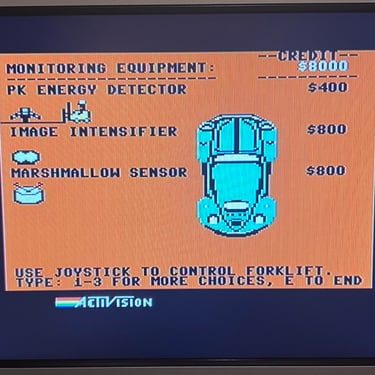 --CREDIT--
MONITORING EQUIPMENT: $8000
PK ENERGY DETECTOR $400
IMAGE INTENSIFIER $800
MARSHMALLOW SENSOR $800
USE JOYSTICK TO CONTROL FORKLIFT.
TYPE: 1-3 FOR MORE CHOICES, E TO END
ACTIVISION